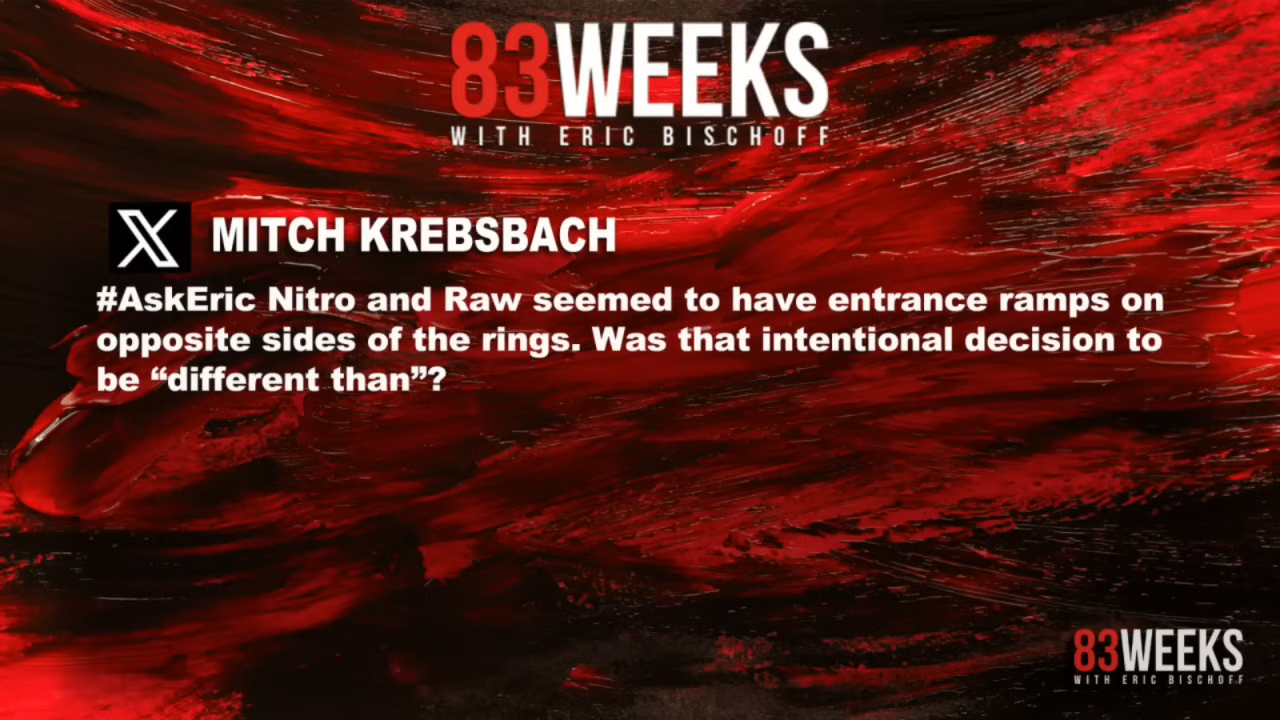 83WEEKS
WITH ERIC BISCHOFF
X MITCH KREBSBACH
#AskEric Nitro and Raw seemed to have entrance ramps on
opposite sides of the rings. Was that intentional decision to
be “different than”?
83WEEKS
WITH ERIC BISCHOFF